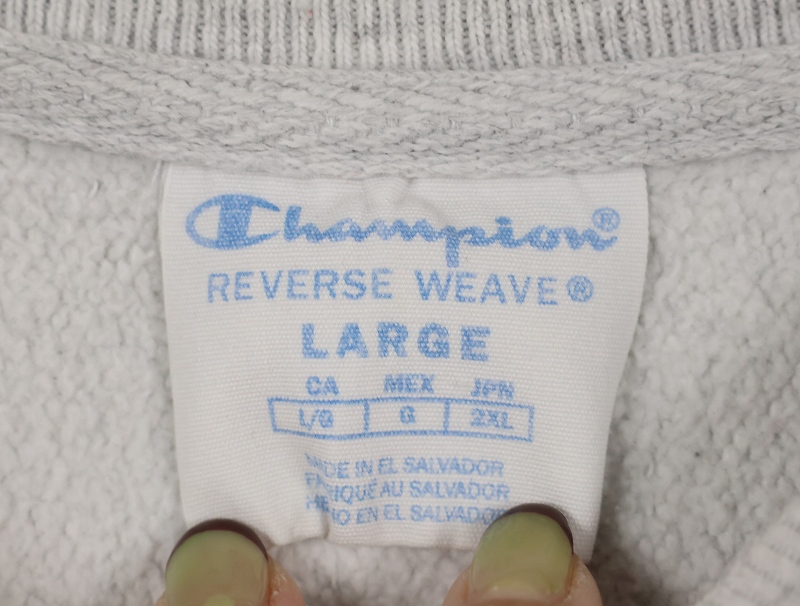 Champion®
REVERSE WEAVE®
LARGE
CA MEX JPN
L/G G 2XL
MADE IN EL SALVADOR
FABRIQUÉ AU SALVADOR
HECHO EN EL SALVADOR